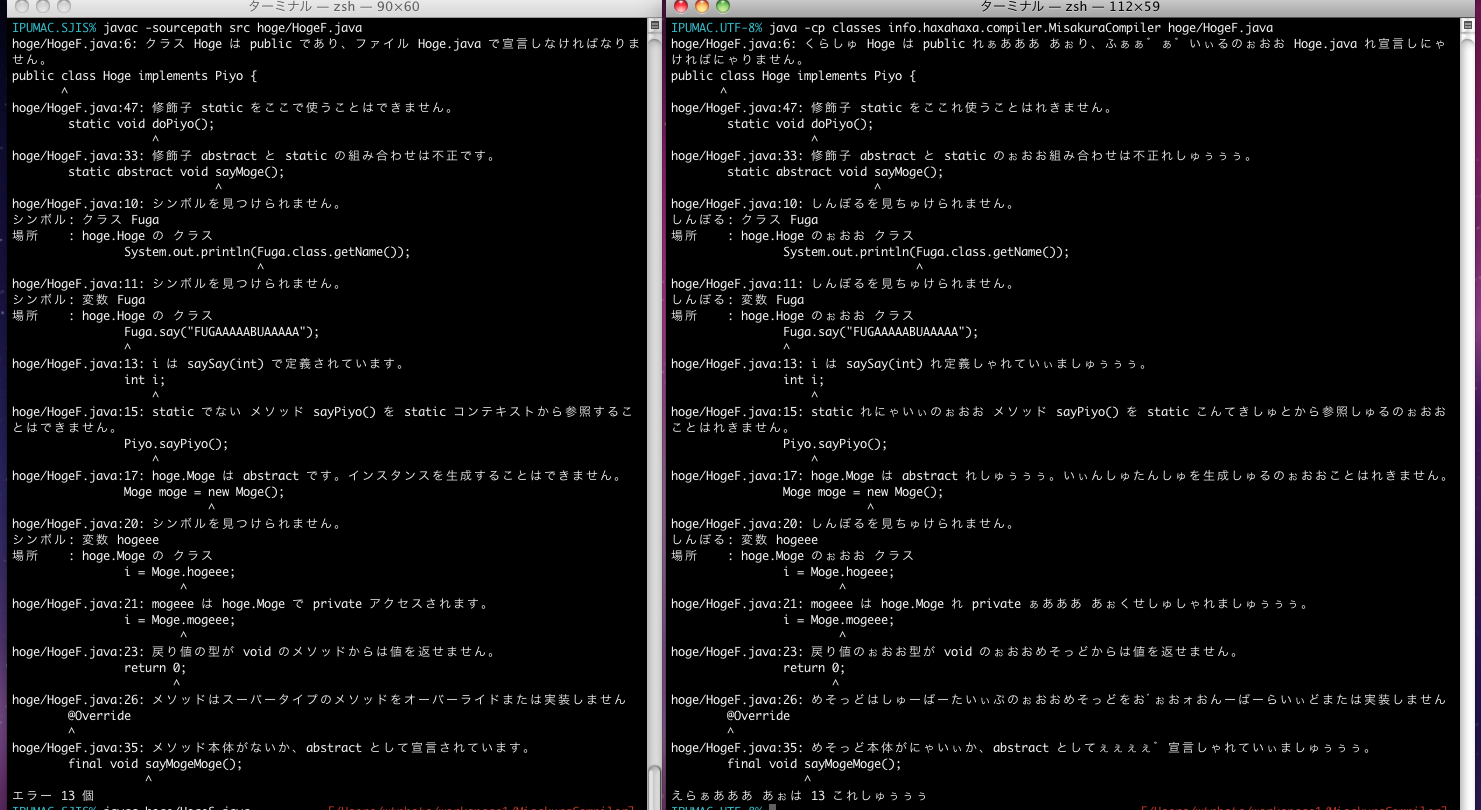 ターミナル — zsh — 90×60
IPUMAC.SJIS% javac -sourcepath src hoge/HogeF.java
hoge/HogeF.java:6: クラス Hoge は public であり、ファイル Hoge.java で宣言しなければなりま
せん。
public class Hoge implements Piyo {
^
hoge/HogeF.java:47: 修飾子 static をここで使うことはできません。
static void doPiyo();
^
hoge/HogeF.java:33: 修飾子 abstract と static の組み合わせは不正です。
static abstract void sayMoge();
^
hoge/HogeF.java:10: シンボルを見つけられません。
シンボル: クラス Fuga
場所    : hoge.Hoge の クラス
System.out.println(Fuga.class.getName());
^
hoge/HogeF.java:11: シンボルを見つけられません。
シンボル: 変数 Fuga
場所    : hoge.Hoge の クラス
Fuga.say("FUGAAAAABUAAAAA");
^
hoge/HogeF.java:13: i は saySay(int) で定義されています。
int i;
^
hoge/HogeF.java:15: static でない メソッド sayPiyo() を static コンテキストから参照するこ
とはできません。
Piyo.sayPiyo();
^
hoge/HogeF.java:17: hoge.Moge は abstract です。インスタンスを生成することはできません。
Moge moge = new Moge();
^
hoge/HogeF.java:20: シンボルを見つけられません。
シンボル: 変数 hogeee
場所    : hoge.Moge の クラス
i = Moge.hogeee;
^
hoge/HogeF.java:21: mogeee は hoge.Moge で private アクセスされます。
i = Moge.mogeee;
^
hoge/HogeF.java:23: 戻り値の型が void のメソッドからは値を返せません。
return 0;
^
hoge/HogeF.java:26: メソッドはスーパータイプのメソッドをオーバーライドまたは実装しません
@Override
^
hoge/HogeF.java:35: メソッド本体がないか、abstract として宣言されています。
final void sayMogeMoge();
^
エラー 13 個
IPUMAC.SJIS% javac hoge/HogeF.java
ターミナル — zsh — 112×59
IPUMAC.UTF-8% java -cp classes info.haxahaxa.compiler.MisakuraCompiler hoge/HogeF.java
hoge/HogeF.java:6: くらしゅ Hoge は public れぁあああ あぉり、ふぁぁ゛ぁ゛いぃるのぉおお Hoge.java れ宣言しにゃ
ければにゃりません。
public class Hoge implements Piyo {
^
hoge/HogeF.java:47: 修飾子 static をここれ使うことはれきません。
static void doPiyo();
^
hoge/HogeF.java:33: 修飾子 abstract と static のぉおお組み合わせは不正れしゅぅぅぅ。
static abstract void sayMoge();
^
hoge/HogeF.java:10: しんぼるを見ちゅけられません。
しんぼる: クラス Fuga
場所    : hoge.Hoge のぉおお クラス
System.out.println(Fuga.class.getName());
^
hoge/HogeF.java:11: しんぼるを見ちゅけられません。
しんぼる: 変数 Fuga
場所    : hoge.Hoge のぉおお クラス
Fuga.say("FUGAAAAABUAAAAA");
^
hoge/HogeF.java:13: i は saySay(int) れ定義しゃれていぃましゅぅぅぅ。
int i;
^
hoge/HogeF.java:15: static れにゃいぃのぉおお メソッド sayPiyo() を static こんてきしゅとから参照しゅるのぉおお
ことはれきません。
Piyo.sayPiyo();
^
hoge/HogeF.java:17: hoge.Moge は abstract れしゅぅぅぅ。いぃんしゅたんしゅを生成しゅるのぉおおことはれきません。
Moge moge = new Moge();
^
hoge/HogeF.java:20: しんぼるを見ちゅけられません。
しんぼる: 変数 hogeee
場所    : hoge.Moge のぉおお クラス
i = Moge.hogeee;
^
hoge/HogeF.java:21: mogeee は hoge.Moge れ private ぁあああ あぉくせしゅしゃれましゅぅぅぅ。
i = Moge.mogeee;
^
hoge/HogeF.java:23: 戻り値のぉおお型が void のぉおおめそっどからは値を返せません。
return 0;
^
hoge/HogeF.java:26: めそっどはしゅーぱーたいぃぷのぉおおめそっどをお゛ぉおォおんーばーらいぃどまたは実装しません
@Override
^
hoge/HogeF.java:35: めそっど本体がにゃいぃか、abstract としてぇぇぇぇ゛宣言しゃれていぃましゅぅぅぅ。
final void sayMogeMoge();
^
えらぁあああ あぉは 13 これしゅぅぅぅ
IPUMAC.UTF-8%